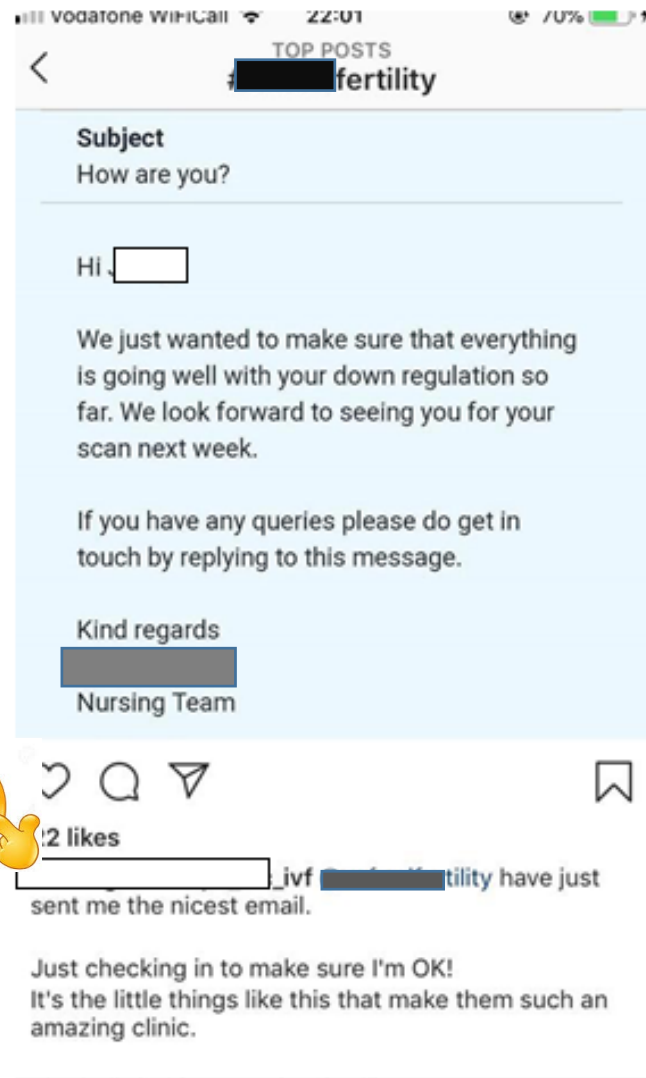 Vodafone WiFiCall 22:01 70%
TOP POSTS
# fertility
Subject
How are you?
Hi
We just wanted to make sure that everything
is going well with your down regulation so
far. We look forward to seeing you for your
scan next week.
If you have any queries please do get in
touch by replying to this message.
Kind regards
Nursing Team
22 likes
_ivf tility have just
sent me the nicest email.
Just checking in to make sure I'm OK!
It's the little things like this that make them such an
amazing clinic.